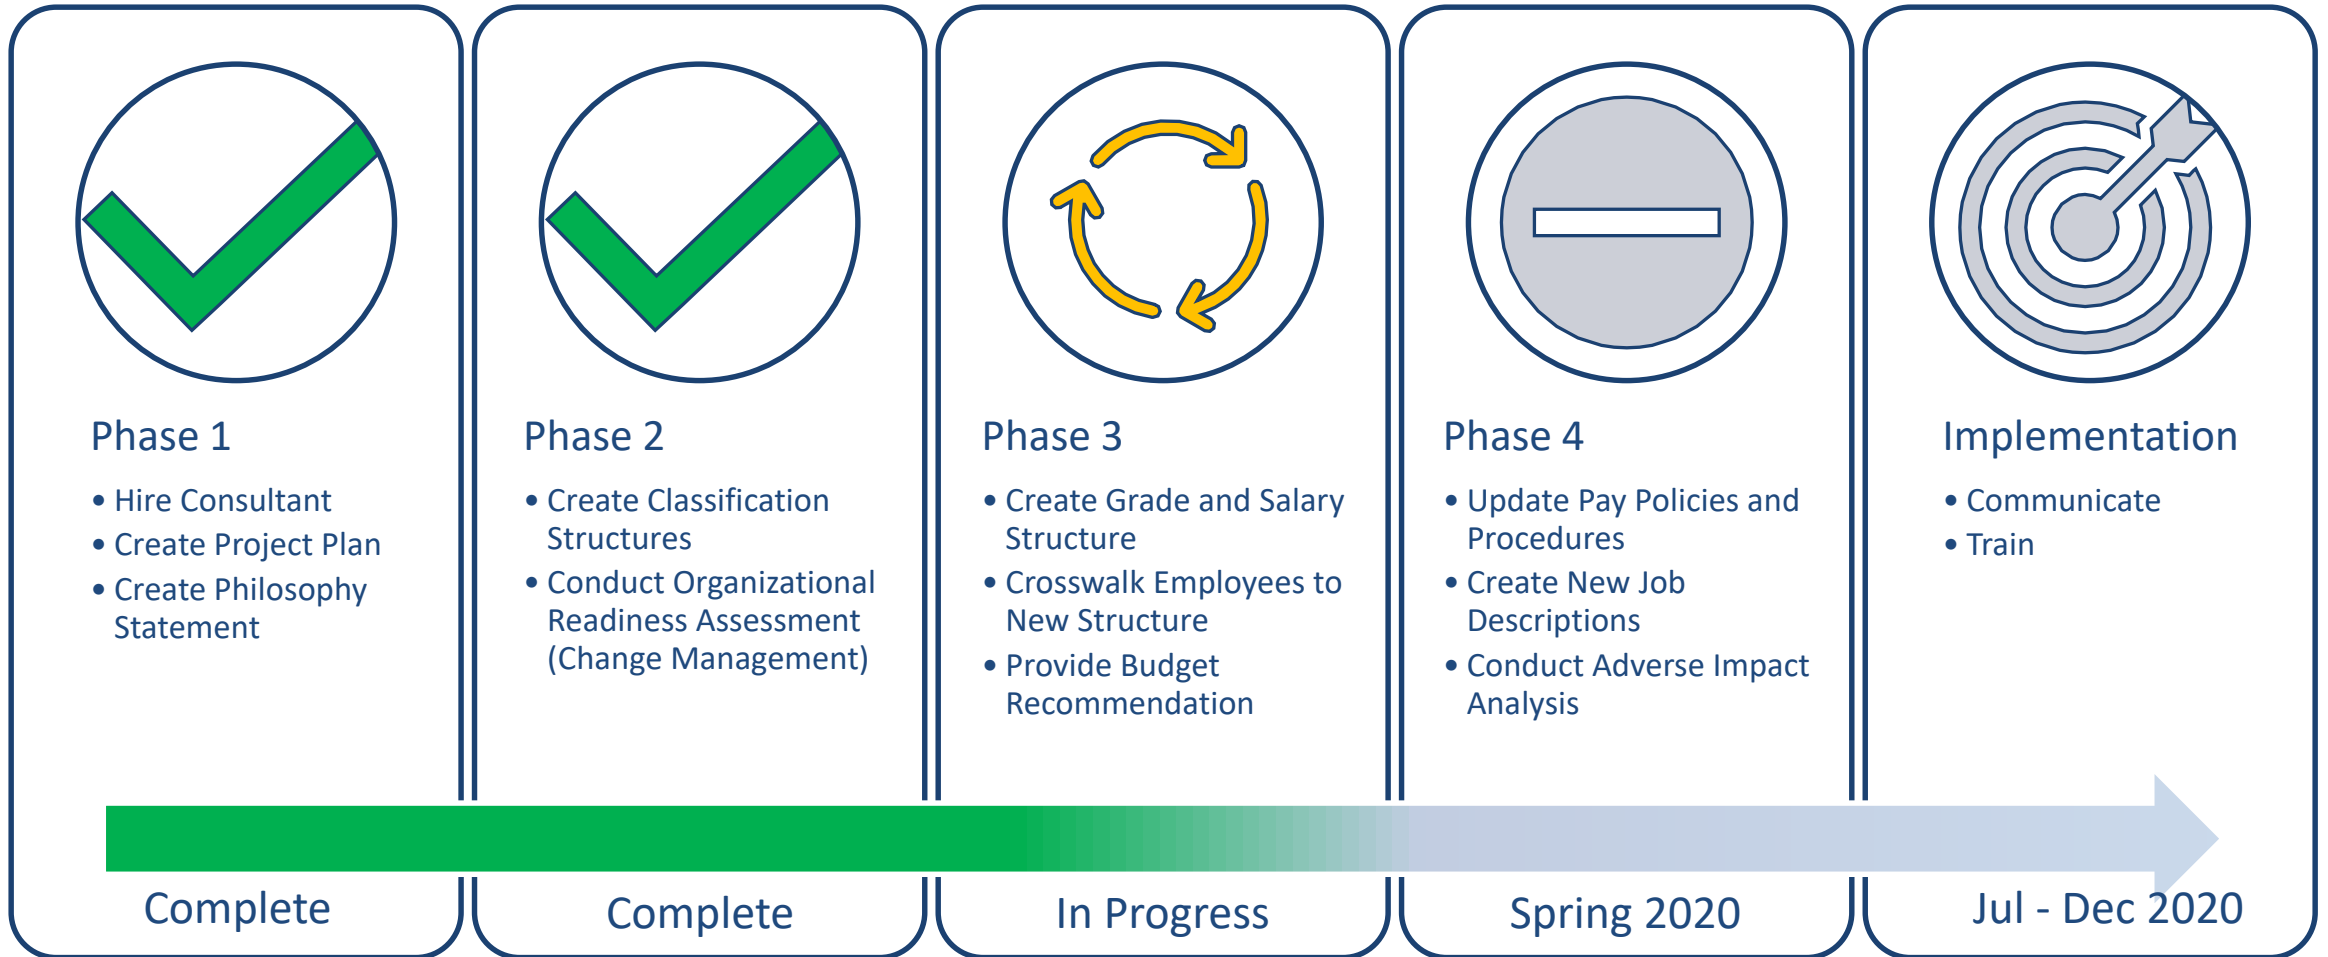 Phase 1
• Hire Consultant
• Create Project Plan
• Create Philosophy
Statement
Complete
Phase 2
• Create Classification
Structures
• Conduct Organizational
Readiness Assessment
(Change Management)
Complete
Phase 3
• Create Grade and Salary
Structure
• Crosswalk Employees to
New Structure
• Provide Budget
Recommendation
In Progress
Phase 4
• Update Pay Policies and
Procedures
• Create New Job
Descriptions
• Conduct Adverse Impact
Analysis
Spring 2020
Implementation
• Communicate
• Train
Jul - Dec 2020